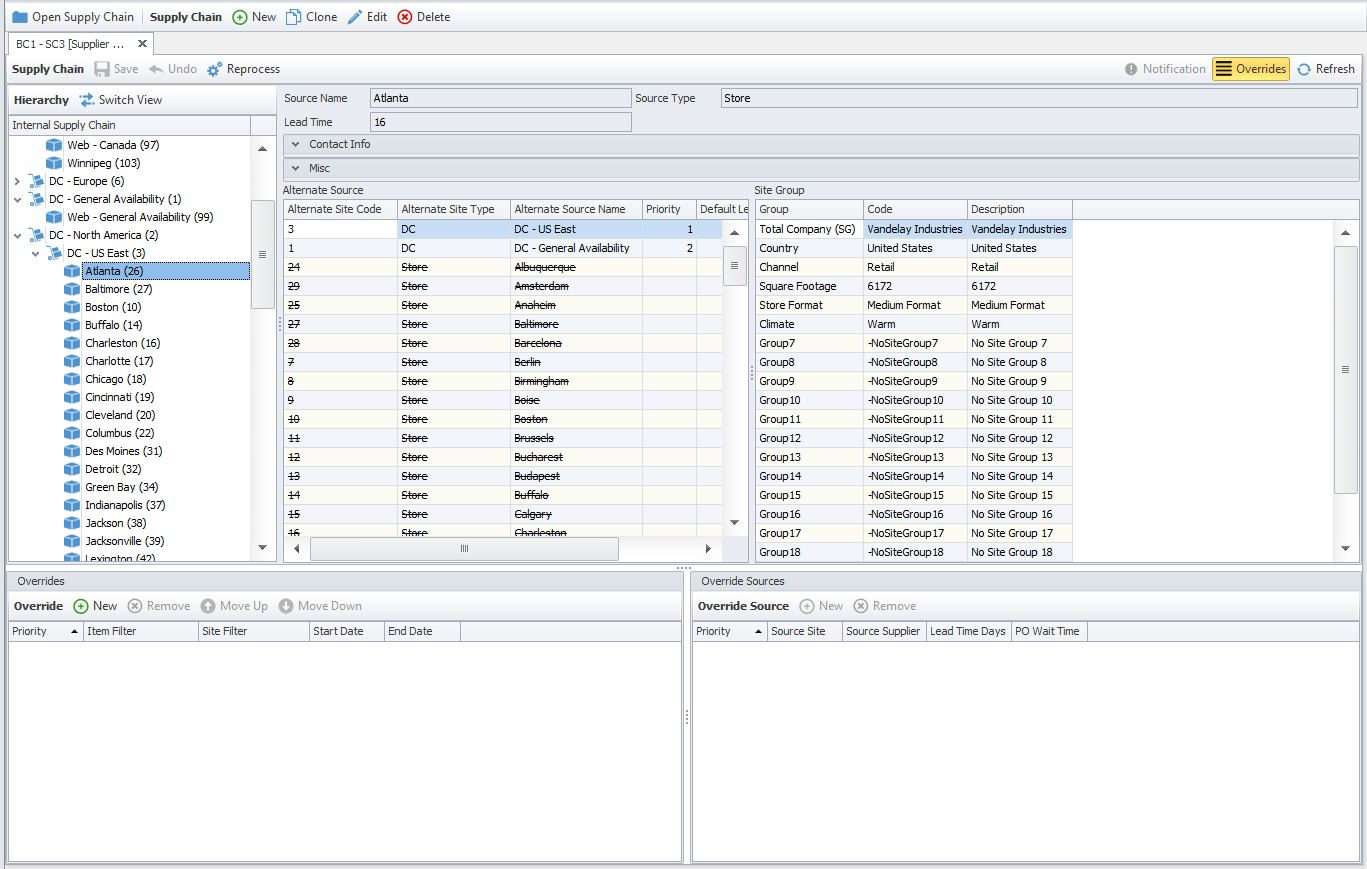 Open Supply Chain Supply Chain New Clone Edit Delete
BC1 - SC3 [Supplier ...
Supply Chain Save Undo Reprocess Notification Overrides Refresh
Hierarchy Switch View
Internal Supply Chain
Web - Canada (97)
Winnipeg (103)
DC - Europe (6)
DC - General Availability (1)
Web - General Availability (99)
DC - North America (2)
DC - US East (3)
Atlanta (26)
Baltimore (27)
Boston (10)
Buffalo (14)
Charleston (16)
Charlotte (17)
Chicago (18)
Cincinnati (19)
Cleveland (20)
Columbus (22)
Des Moines (31)
Detroit (32)
Green Bay (34)
Indianapolis (37)
Jackson (38)
Jacksonville (39)
Lexington (42)
Source Name Atlanta Source Type Store
Lead Time 16
Contact Info
Misc
Alternate Source
Alternate Site Code Alternate Site Type Alternate Source Name Priority Default Le
3 DC DC - US East 1
1 DC DC - General Availability 2
24 Store Albuquerque
29 Store Amsterdam
25 Store Anaheim
27 Store Baltimore
28 Store Barcelona
7 Store Berlin
8 Store Birmingham
9 Store Boise
10 Store Boston
11 Store Brussels
12 Store Bucharest
13 Store Budapest
14 Store Buffalo
15 Store Calgary
16 Store Charleston
Site Group
Group Code Description
Total Company (SG) Vandelay Industries Vandelay Industries
Country United States United States
Channel Retail Retail
Square Footage 6172 6172
Store Format Medium Format Medium Format
Climate Warm Warm
Group7 -NoSiteGroup7 No Site Group 7
Group8 -NoSiteGroup8 No Site Group 8
Group9 -NoSiteGroup9 No Site Group 9
Group10 -NoSiteGroup10 No Site Group 10
Group11 -NoSiteGroup11 No Site Group 11
Group12 -NoSiteGroup12 No Site Group 12
Group13 -NoSiteGroup13 No Site Group 13
Group14 -NoSiteGroup14 No Site Group 14
Group15 -NoSiteGroup15 No Site Group 15
Group16 -NoSiteGroup16 No Site Group 16
Group17 -NoSiteGroup17 No Site Group 17
Group18 -NoSiteGroup18 No Site Group 18
Overrides
Override New Remove Move Up Move Down
Priority Item Filter Site Filter Start Date End Date
Override Sources
Override Source New Remove
Priority Source Site Source Supplier Lead Time Days PO Wait Time